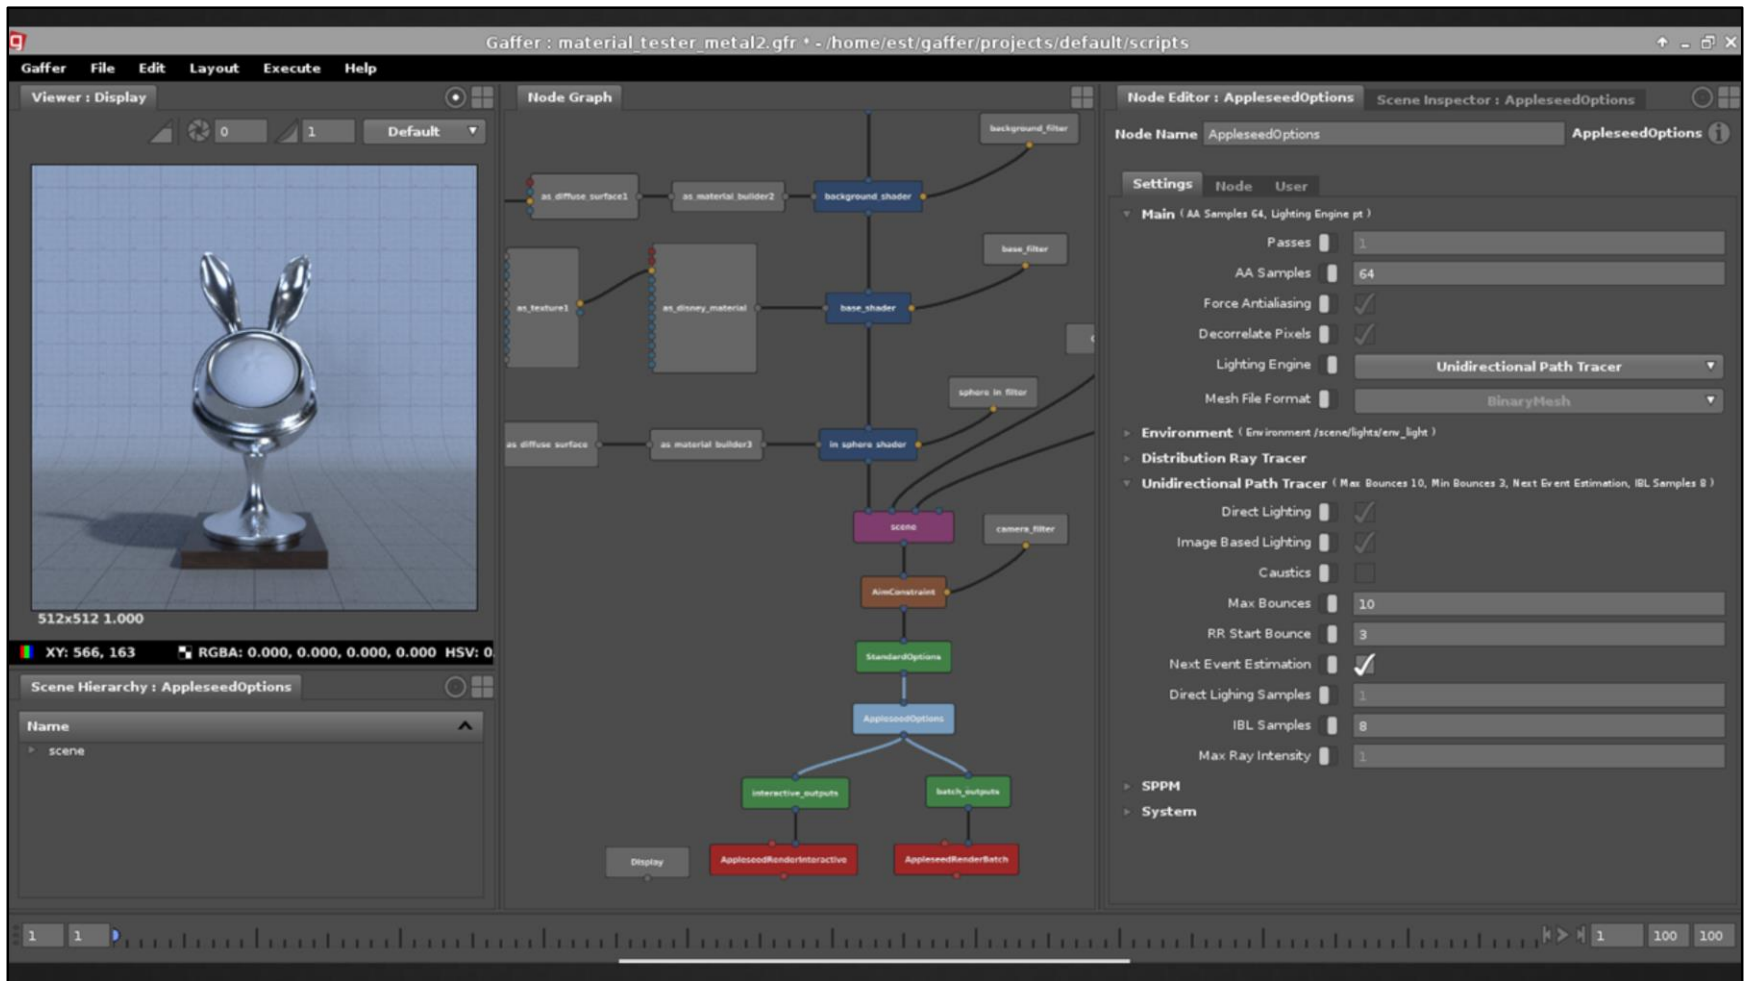 Gaffer : material_tester_metal2.gfr * - /home/est/gaffer/projects/default/scripts
Gaffer File Edit Layout Execute Help
Viewer : Display
0 1 Default
512x512 1.000
XY: 566, 163 RGBA: 0.000, 0.000, 0.000, 0.000 HSV: 0.
Scene Hierarchy : AppleseedOptions
Name
scene
Node Graph
background_filter
as_diffuse_surface1 as_material_builder2 background_shader
base_filter
as_texture1 as_disney_material base_shader
sphere_in_filter
as_diffuse_surface as_material_builder3 in_sphere_shader
scene camera_filter
AimConstraint
StandardOptions
AppleseedOptions
interactive_outputs batch_outputs
Display AppleseedRenderInteractive AppleseedRenderBatch
Node Editor : AppleseedOptions Scene Inspector : AppleseedOptions
Node Name AppleseedOptions AppleseedOptions
Settings Node User
Main ( AA Samples 64, Lighting Engine pt )
Passes 1
AA Samples 64
Force Antialiasing
Decorrelate Pixels
Lighting Engine Unidirectional Path Tracer
Mesh File Format BinaryMesh
Environment ( Environment /scene/lights/env_light )
Distribution Ray Tracer
Unidirectional Path Tracer ( Max Bounces 10, Min Bounces 3, Next Event Estimation, IBL Samples 8 )
Direct Lighting
Image Based Lighting
Caustics
Max Bounces 10
RR Start Bounce 3
Next Event Estimation
Direct Lighing Samples 1
IBL Samples 8
Max Ray Intensity 1
SPPM
System
1 1 1 100 100